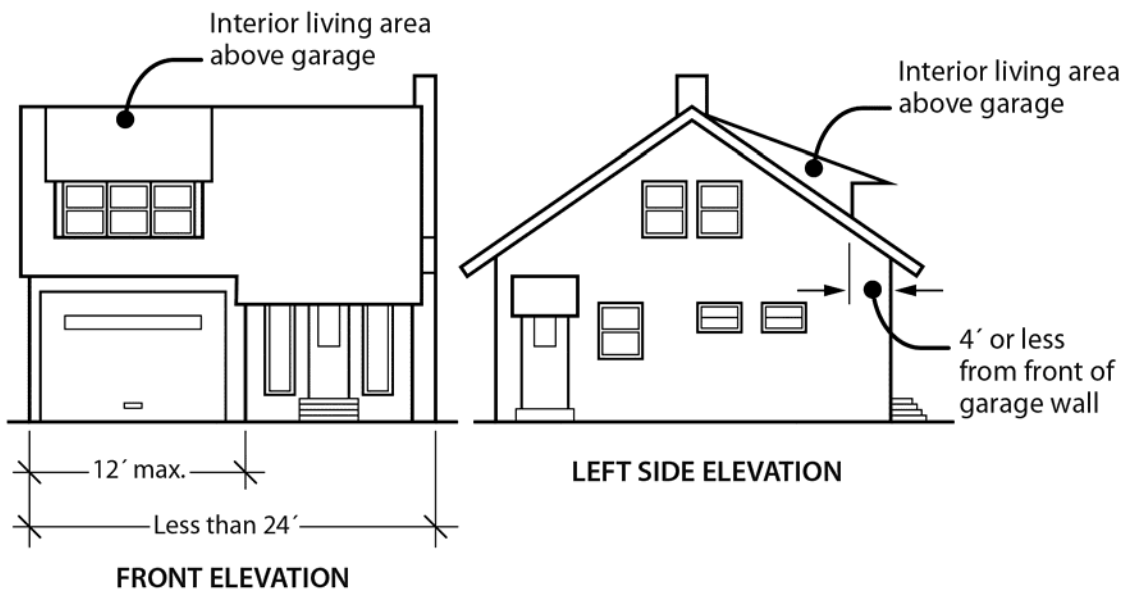 Interior living area
above garage
Interior living area
above garage
4´ or less
from front of
garage wall
12´ max.
Less than 24´
FRONT ELEVATION
LEFT SIDE ELEVATION